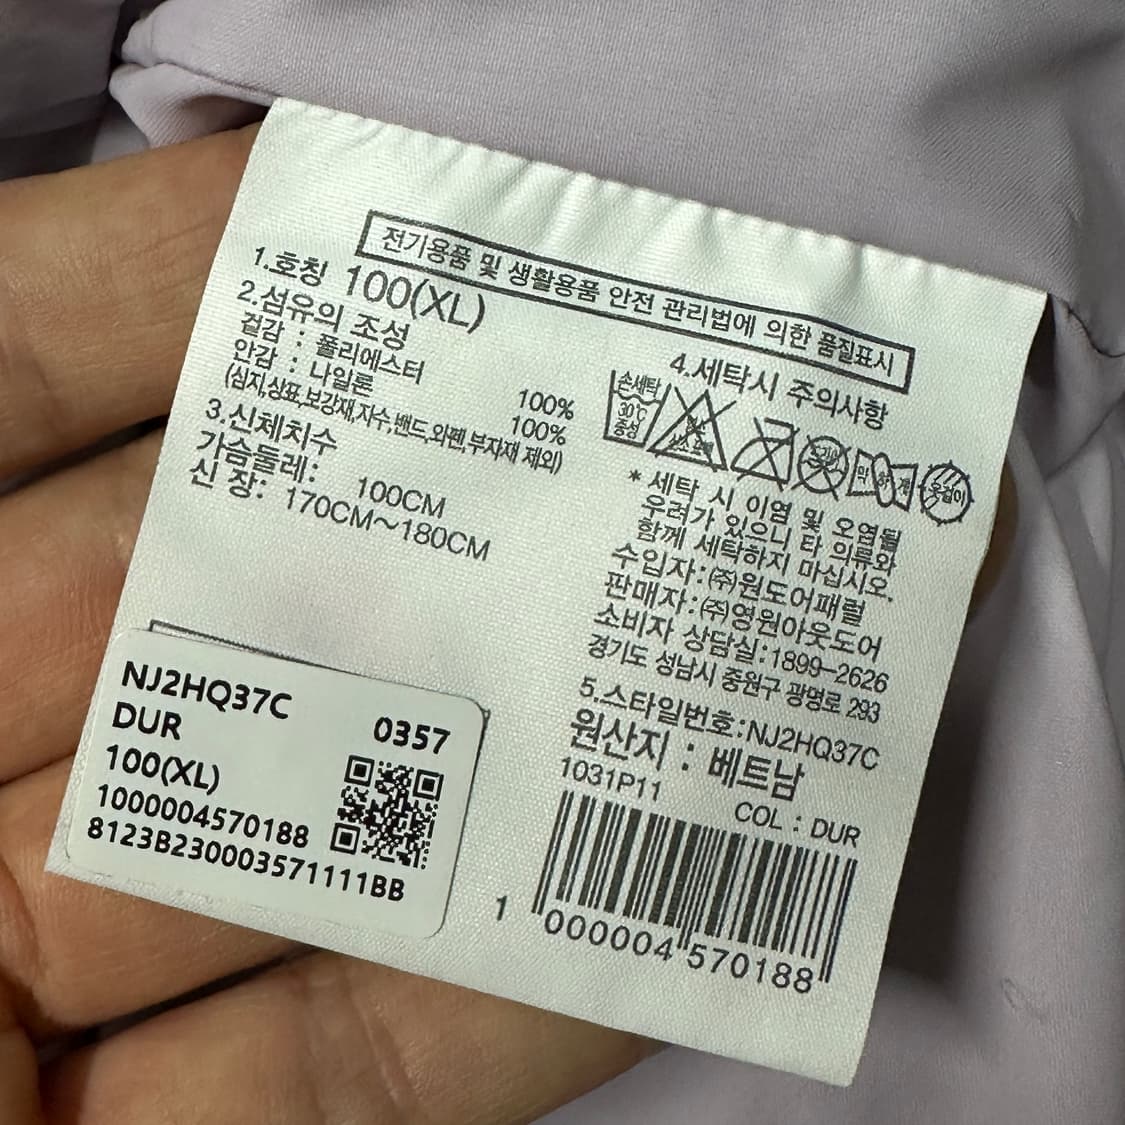 전기용품 및 생활용품 안전 관리법에 의한 품질표시
1.호칭 100(XL)
2.섬유의 조성
겉감 : 폴리에스터 100%
안감 : 나일론 100%
(심지,상표,보강재,자수,밴드,와펜,부자재 제외)
3.신체치수
가슴둘레: 100CM
신 장: 170CM~180CM
4.세탁시 주의사항
손세탁
30℃
중성
옷걸이
* 세탁 시 이염 및 오염될
우려가 있으니 타 의류와
함께 세탁하지 마십시오.
수입자:㈜원도어패럴
판매자:㈜영원아웃도어
소비자 상담실:1899-2626
경기도 성남시 중원구 광명로 293
5.스타일번호:NJ2HQ37C
원산지 : 베트남
1031P11
COL : DUR
1 000004 570188
NJ2HQ37C
DUR 0357
100(XL)
1000004570188
8123B230003571111BB